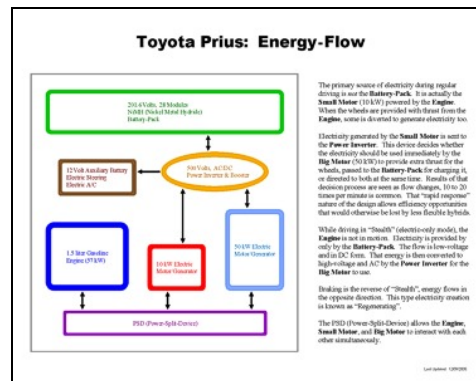 Toyota Prius: Energy-Flow
201.6 Volts, 28 Modules
NiMH (Nickel Metal Hydride)
Battery-Pack
12 Volt Auxiliary Battery
Electric Steering
Electric A/C
500 Volts, AC/DC
Power Inverter & Booster
1.5 liter Gasoline
Engine (57 kW)
10 kW Electric
Motor/Generator
50 kW Electric
Motor/Generator
PSD (Power-Split-Device)
The primary source of electricity during regular
driving is not the Battery-Pack. It is actually the
Small Motor (10 kW) powered by the Engine.
When the wheels are provided with thrust from the
Engine, some is diverted to generate electricity too.
Electricity generated by the Small Motor is sent to
the Power Inverter. This device decides whether
the electricity should be used immediately by the
Big Motor (50 kW) to provide extra thrust for the
wheels, passed to the Battery-Pack for charging it,
or directed to both at the same time. Results of that
decision process are seen as flow changes, 10 to 20
times per minute is common. That "rapid response"
nature of the design allows efficiency opportunities
that would otherwise be lost by less flexible hybrids.
While driving in "Stealth" (electric-only mode), the
Engine is not in motion. Electricity is provided by
only by the Battery-Pack. The flow is low-voltage
and in DC form. That energy is then converted to
high-voltage and AC by the Power Inverter for the
Big Motor to use.
Braking is the reverse of "Stealth", energy flows in
the opposite direction. This type electricity creation
is known as "Regenerating".
The PSD (Power-Split-Device) allows the Engine,
Small Motor, and Big Motor to interact with each
other simultaneously.
Last Updated: